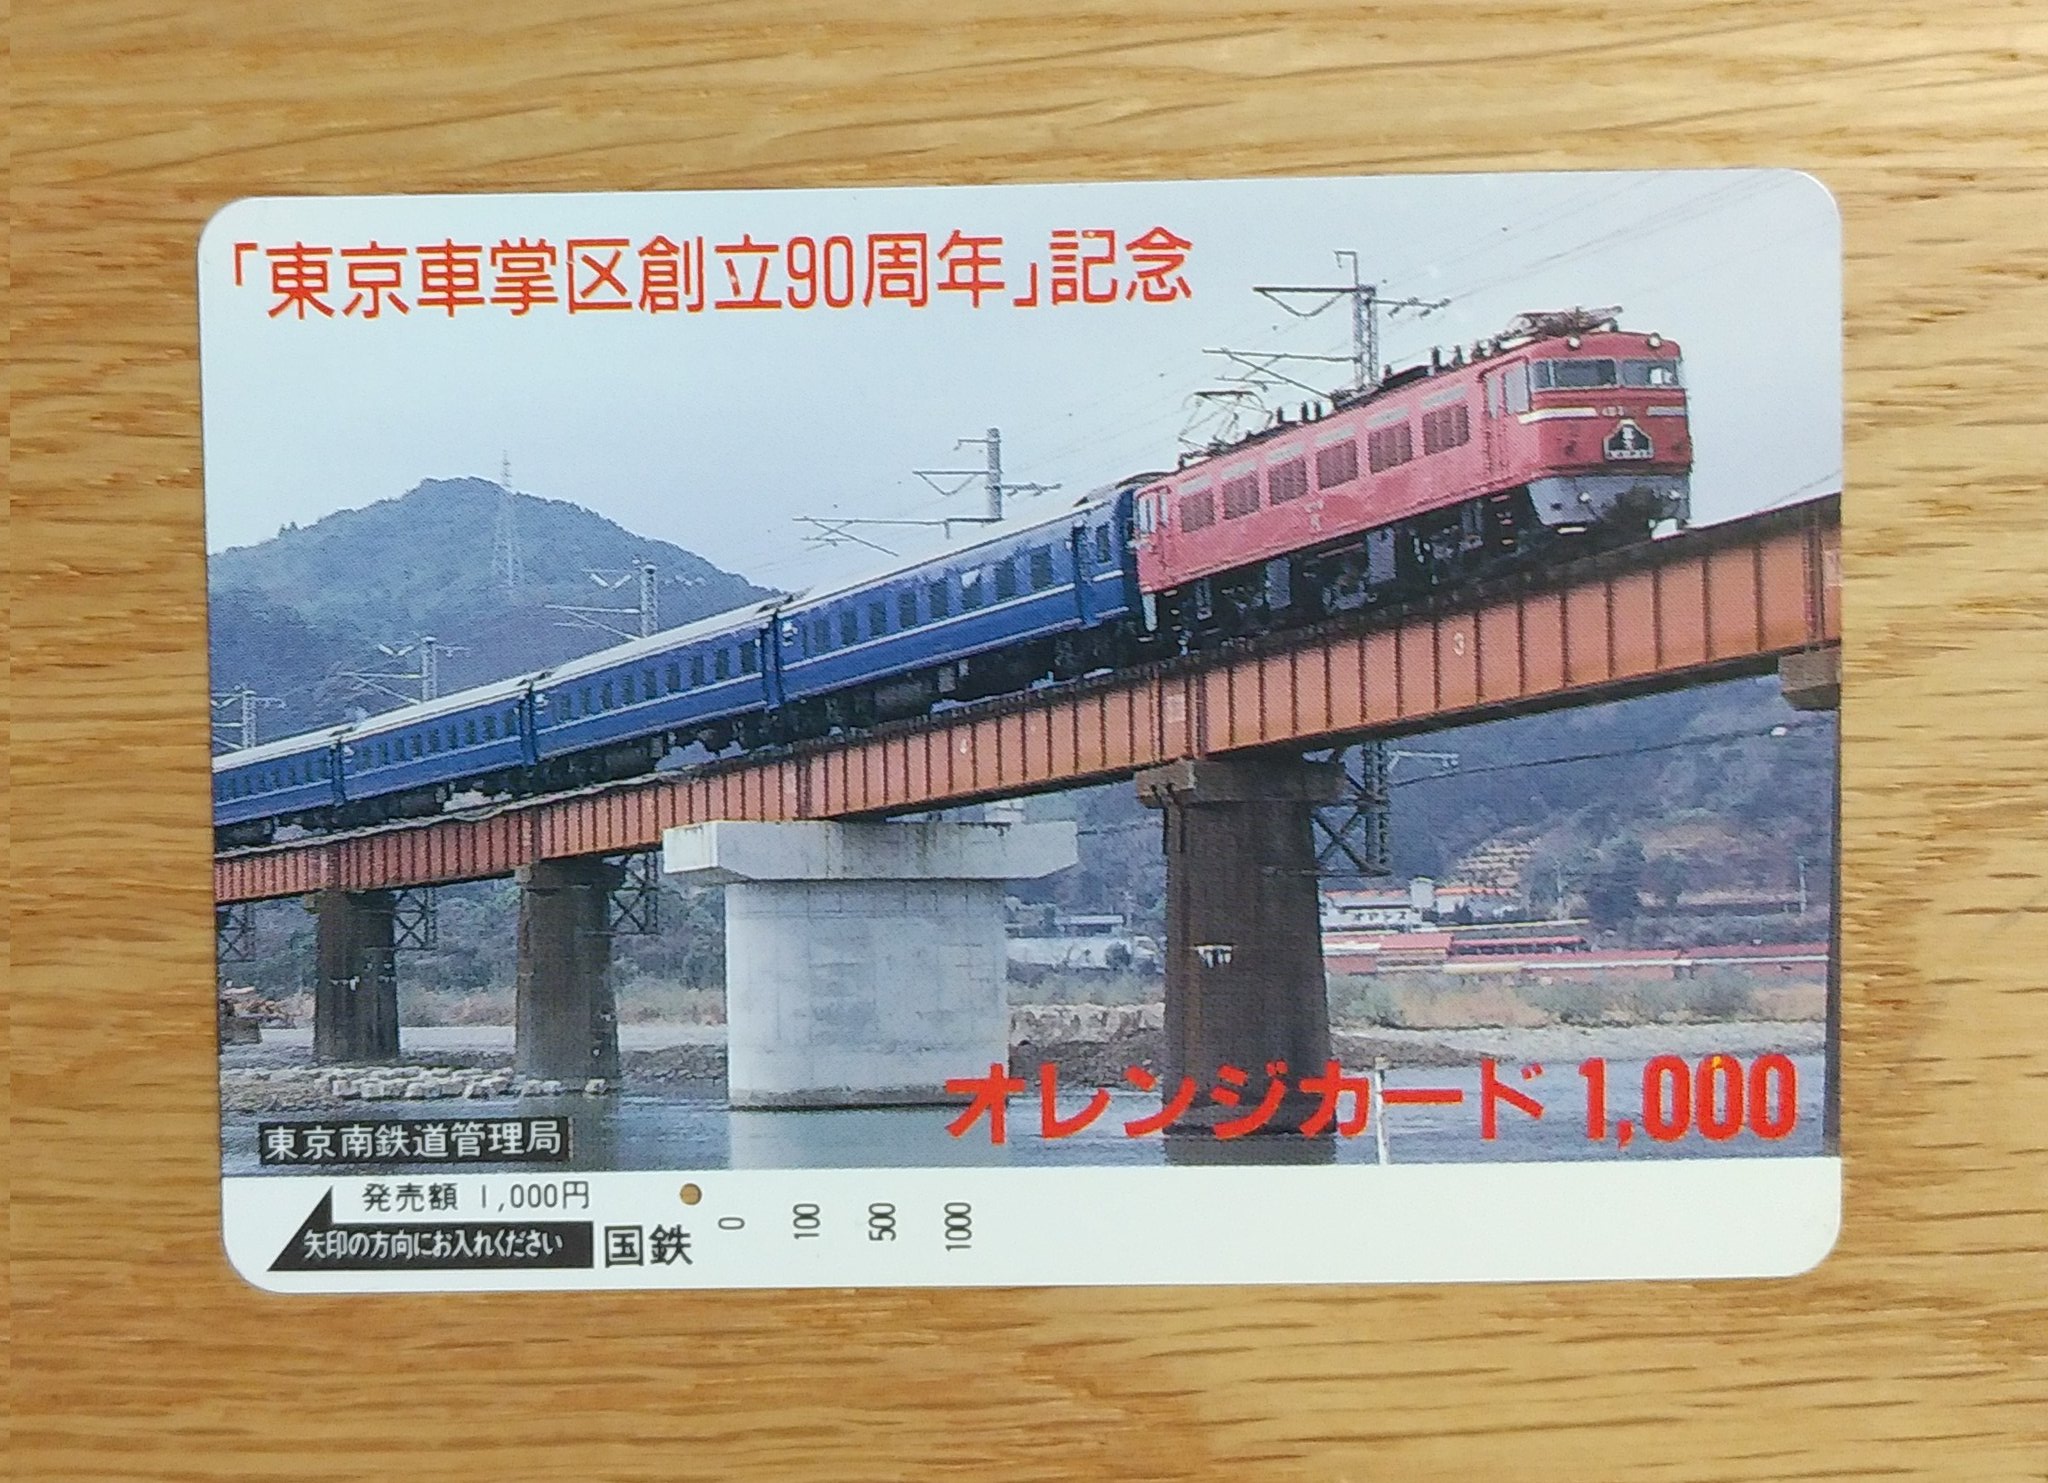 「東京車掌区創立90周年」記念
3
オレンジカード1,000
東京南鉄道管理局
発売額 1,000円
矢印の方向にお入れください
国鉄
0
100
500
1000